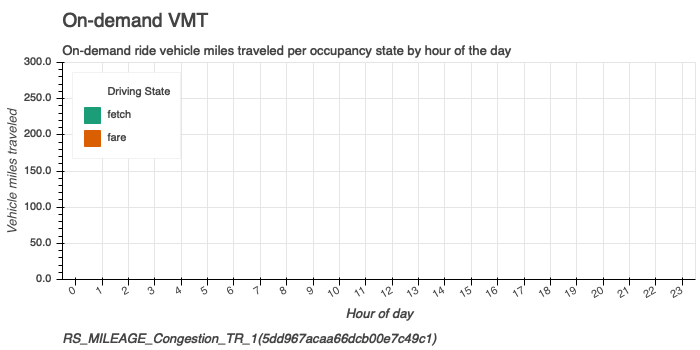 On-demand VMT
On-demand ride vehicle miles traveled per occupancy state by hour of the day
Vehicle miles traveled
300.0
250.0
200.0
150.0
100.0
50.0
0.0
Driving State
fetch
fare
0 1 2 3 4 5 6 7 8 9 10 11 12 13 14 15 16 17 18 19 20 21 22 23
Hour of day
RS_MILEAGE_Congestion_TR_1(5dd967acaa66dcb00e7c49c1)